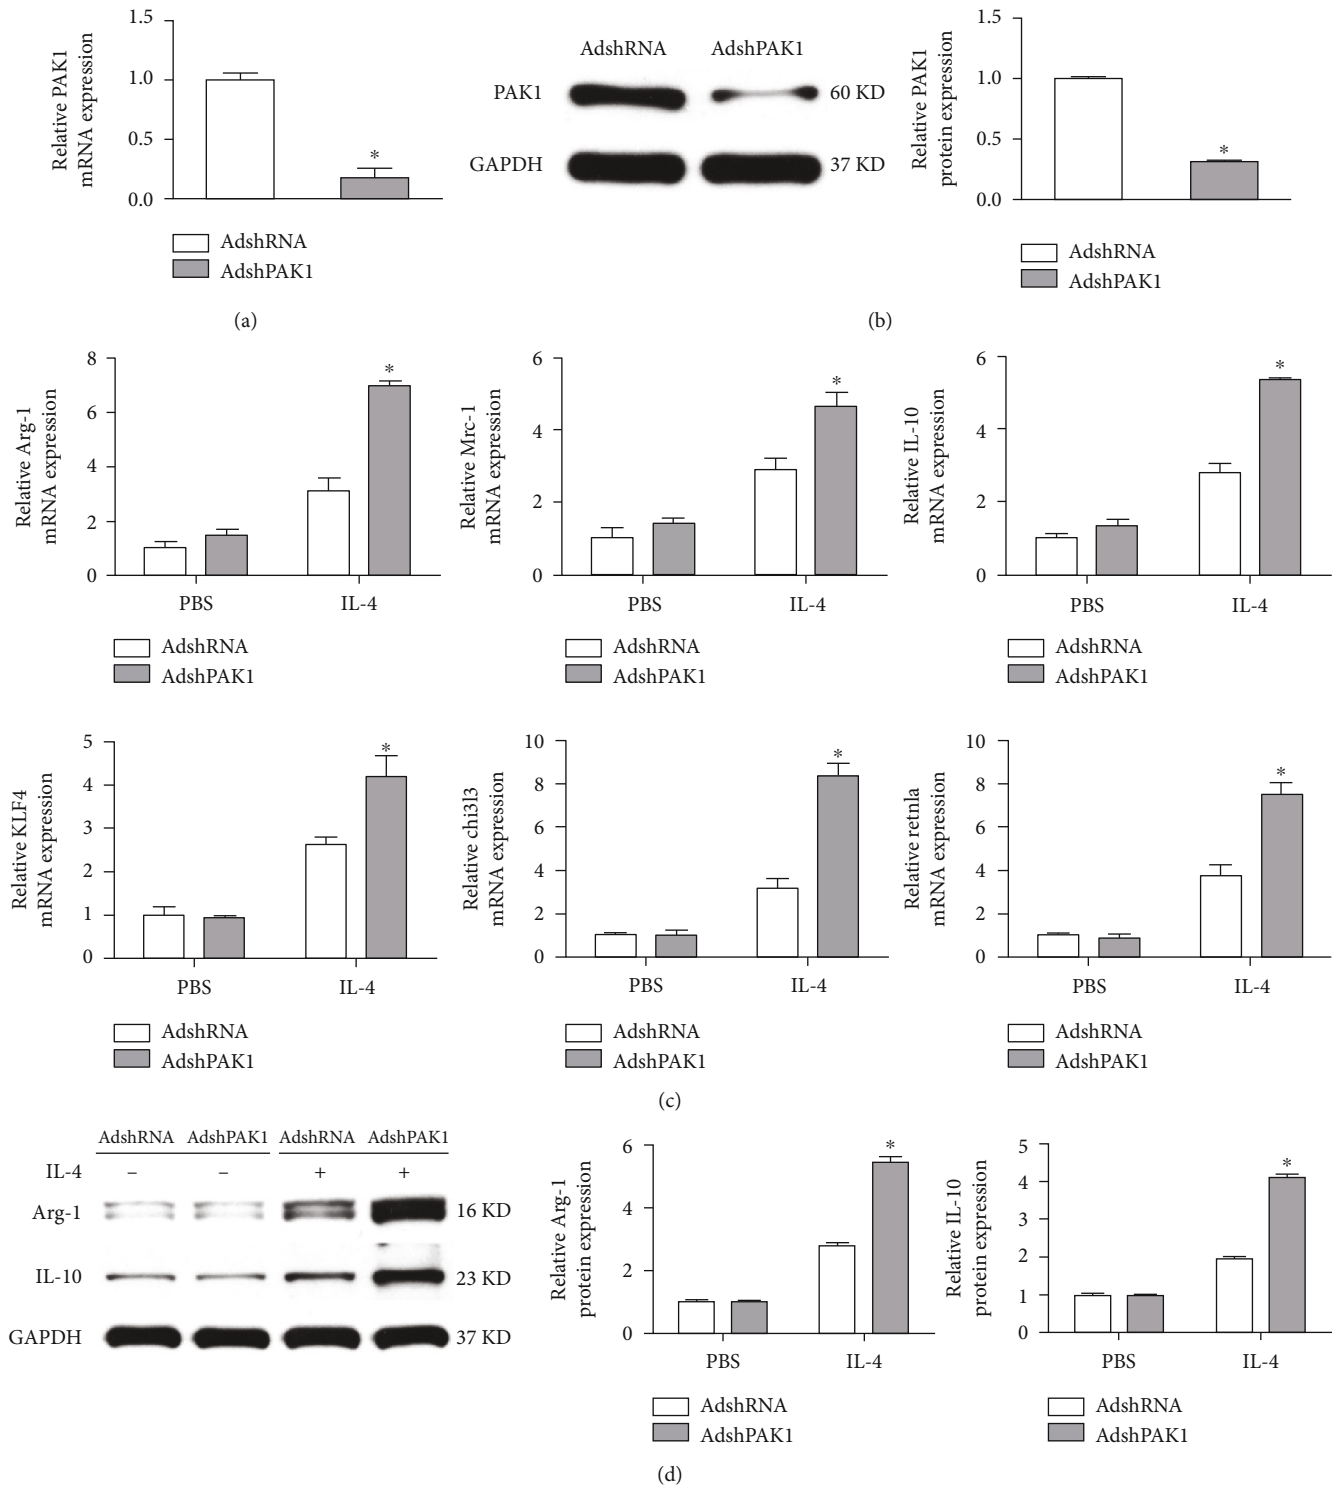 Relative PAK1
mRNA expression
1.5
1.0
0.5
0.0
*
AdshRNA
AdshPAK1
(a)
AdshRNA AdshPAK1
PAK1 60 KD
GAPDH 37 KD
Relative PAK1
protein expression
1.5
1.0
0.5
0.0
*
AdshRNA
AdshPAK1
(b)
Relative Arg-1
mRNA expression
8
6
4
2
0
*
PBS IL-4
AdshRNA
AdshPAK1
Relative Mrc-1
mRNA expression
6
4
2
0
*
PBS IL-4
AdshRNA
AdshPAK1
Relative IL-10
mRNA expression
6
4
2
0
*
PBS IL-4
AdshRNA
AdshPAK1
Relative KLF4
mRNA expression
5
4
3
2
1
0
*
PBS IL-4
AdshRNA
AdshPAK1
Relative chi3l3
mRNA expression
10
8
6
4
2
0
*
PBS IL-4
AdshRNA
AdshPAK1
Relative retnla
mRNA expression
10
8
6
4
2
0
*
PBS IL-4
AdshRNA
AdshPAK1
(c)
AdshRNA AdshPAK1 AdshRNA AdshPAK1
IL-4 – – + +
Arg-1 16 KD
IL-10 23 KD
GAPDH 37 KD
Relative Arg-1
protein expression
6
4
2
0
*
PBS IL-4
AdshRNA
AdshPAK1
Relative IL-10
protein expression
5
4
3
2
1
0
*
PBS IL-4
AdshRNA
AdshPAK1
(d)